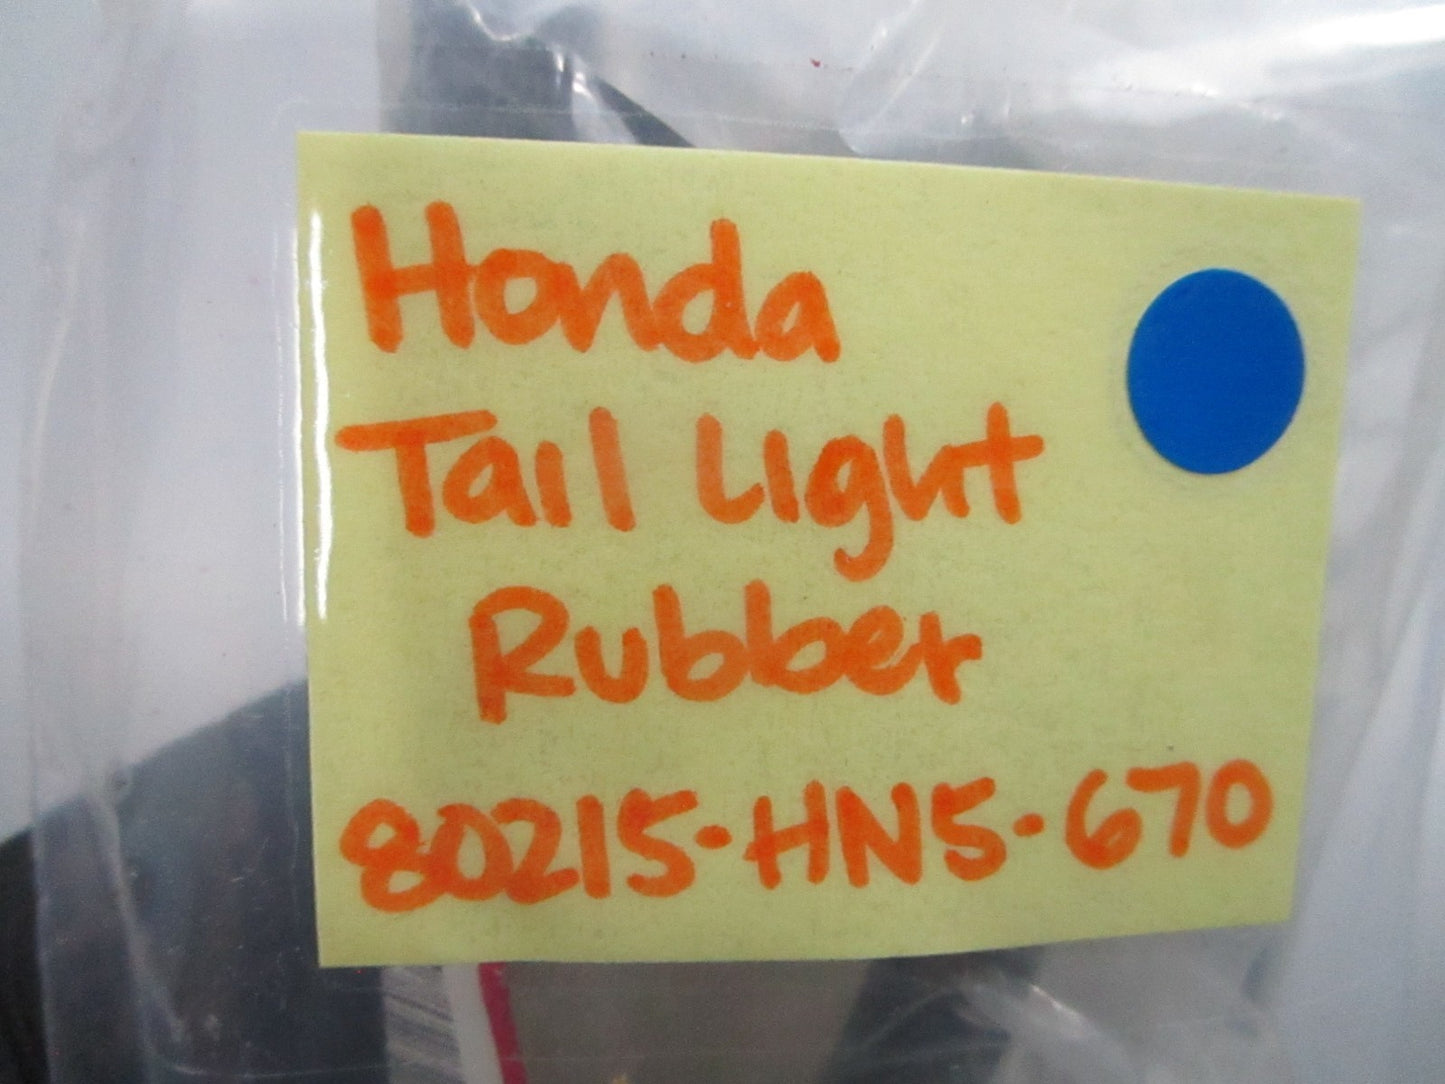 Honda
Tail Light
Rubber
80215-HN5-670